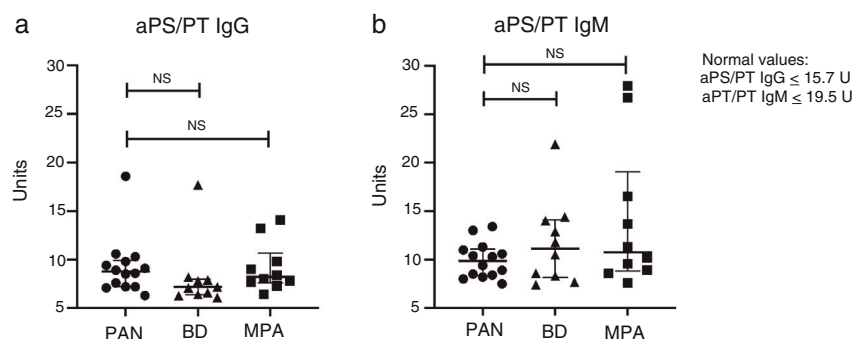 a
aPS/PT IgG
30
25
20
15
10
5
Units
NS
NS
PAN BD MPA
b
aPS/PT IgM
30
25
20
15
10
5
Units
NS
NS
PAN BD MPA
Normal values:
aPS/PT IgG ≤ 15.7 U
aPT/PT IgM ≤ 19.5 U